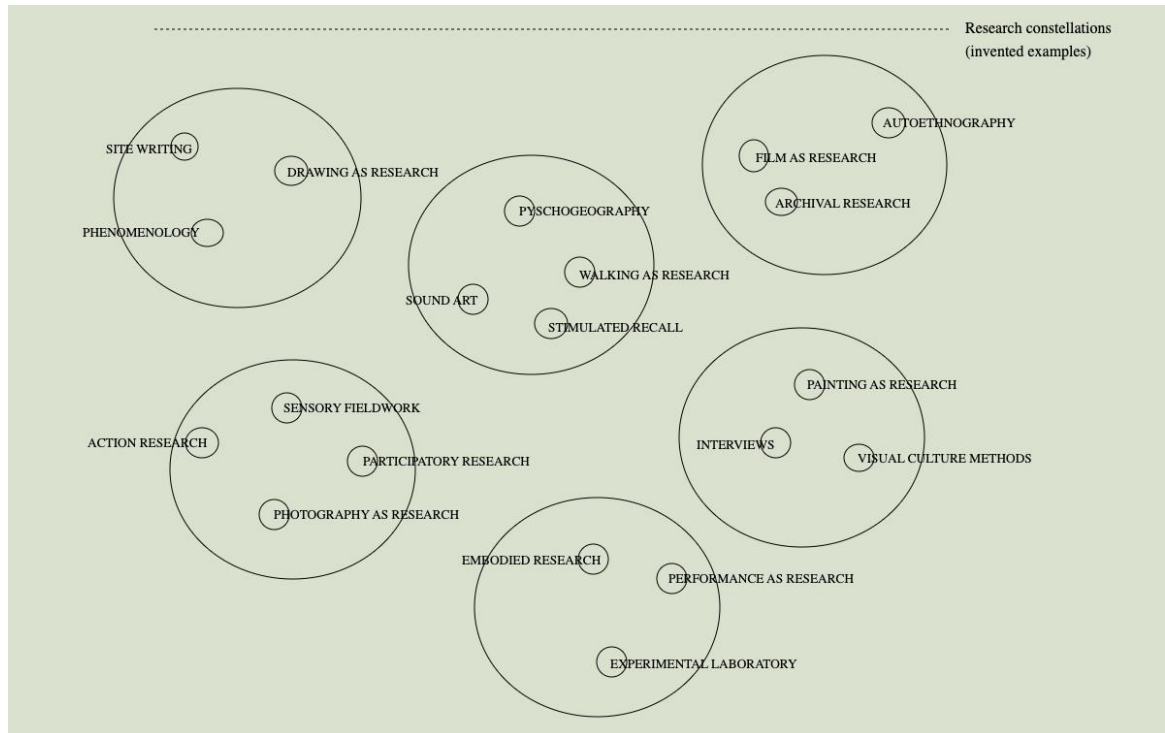 Research constellations
(invented examples)
SITE WRITING
DRAWING AS RESEARCH
PHENOMENOLOGY
PYSCHOGEOGRAPHY
WALKING AS RESEARCH
SOUND ART
STIMULATED RECALL
AUTOETHNOGRAPHY
FILM AS RESEARCH
ARCHIVAL RESEARCH
SENSORY FIELDWORK
ACTION RESEARCH
PARTICIPATORY RESEARCH
PHOTOGRAPHY AS RESEARCH
PAINTING AS RESEARCH
INTERVIEWS
VISUAL CULTURE METHODS
EMBODIED RESEARCH
PERFORMANCE AS RESEARCH
EXPERIMENTAL LABORATORY